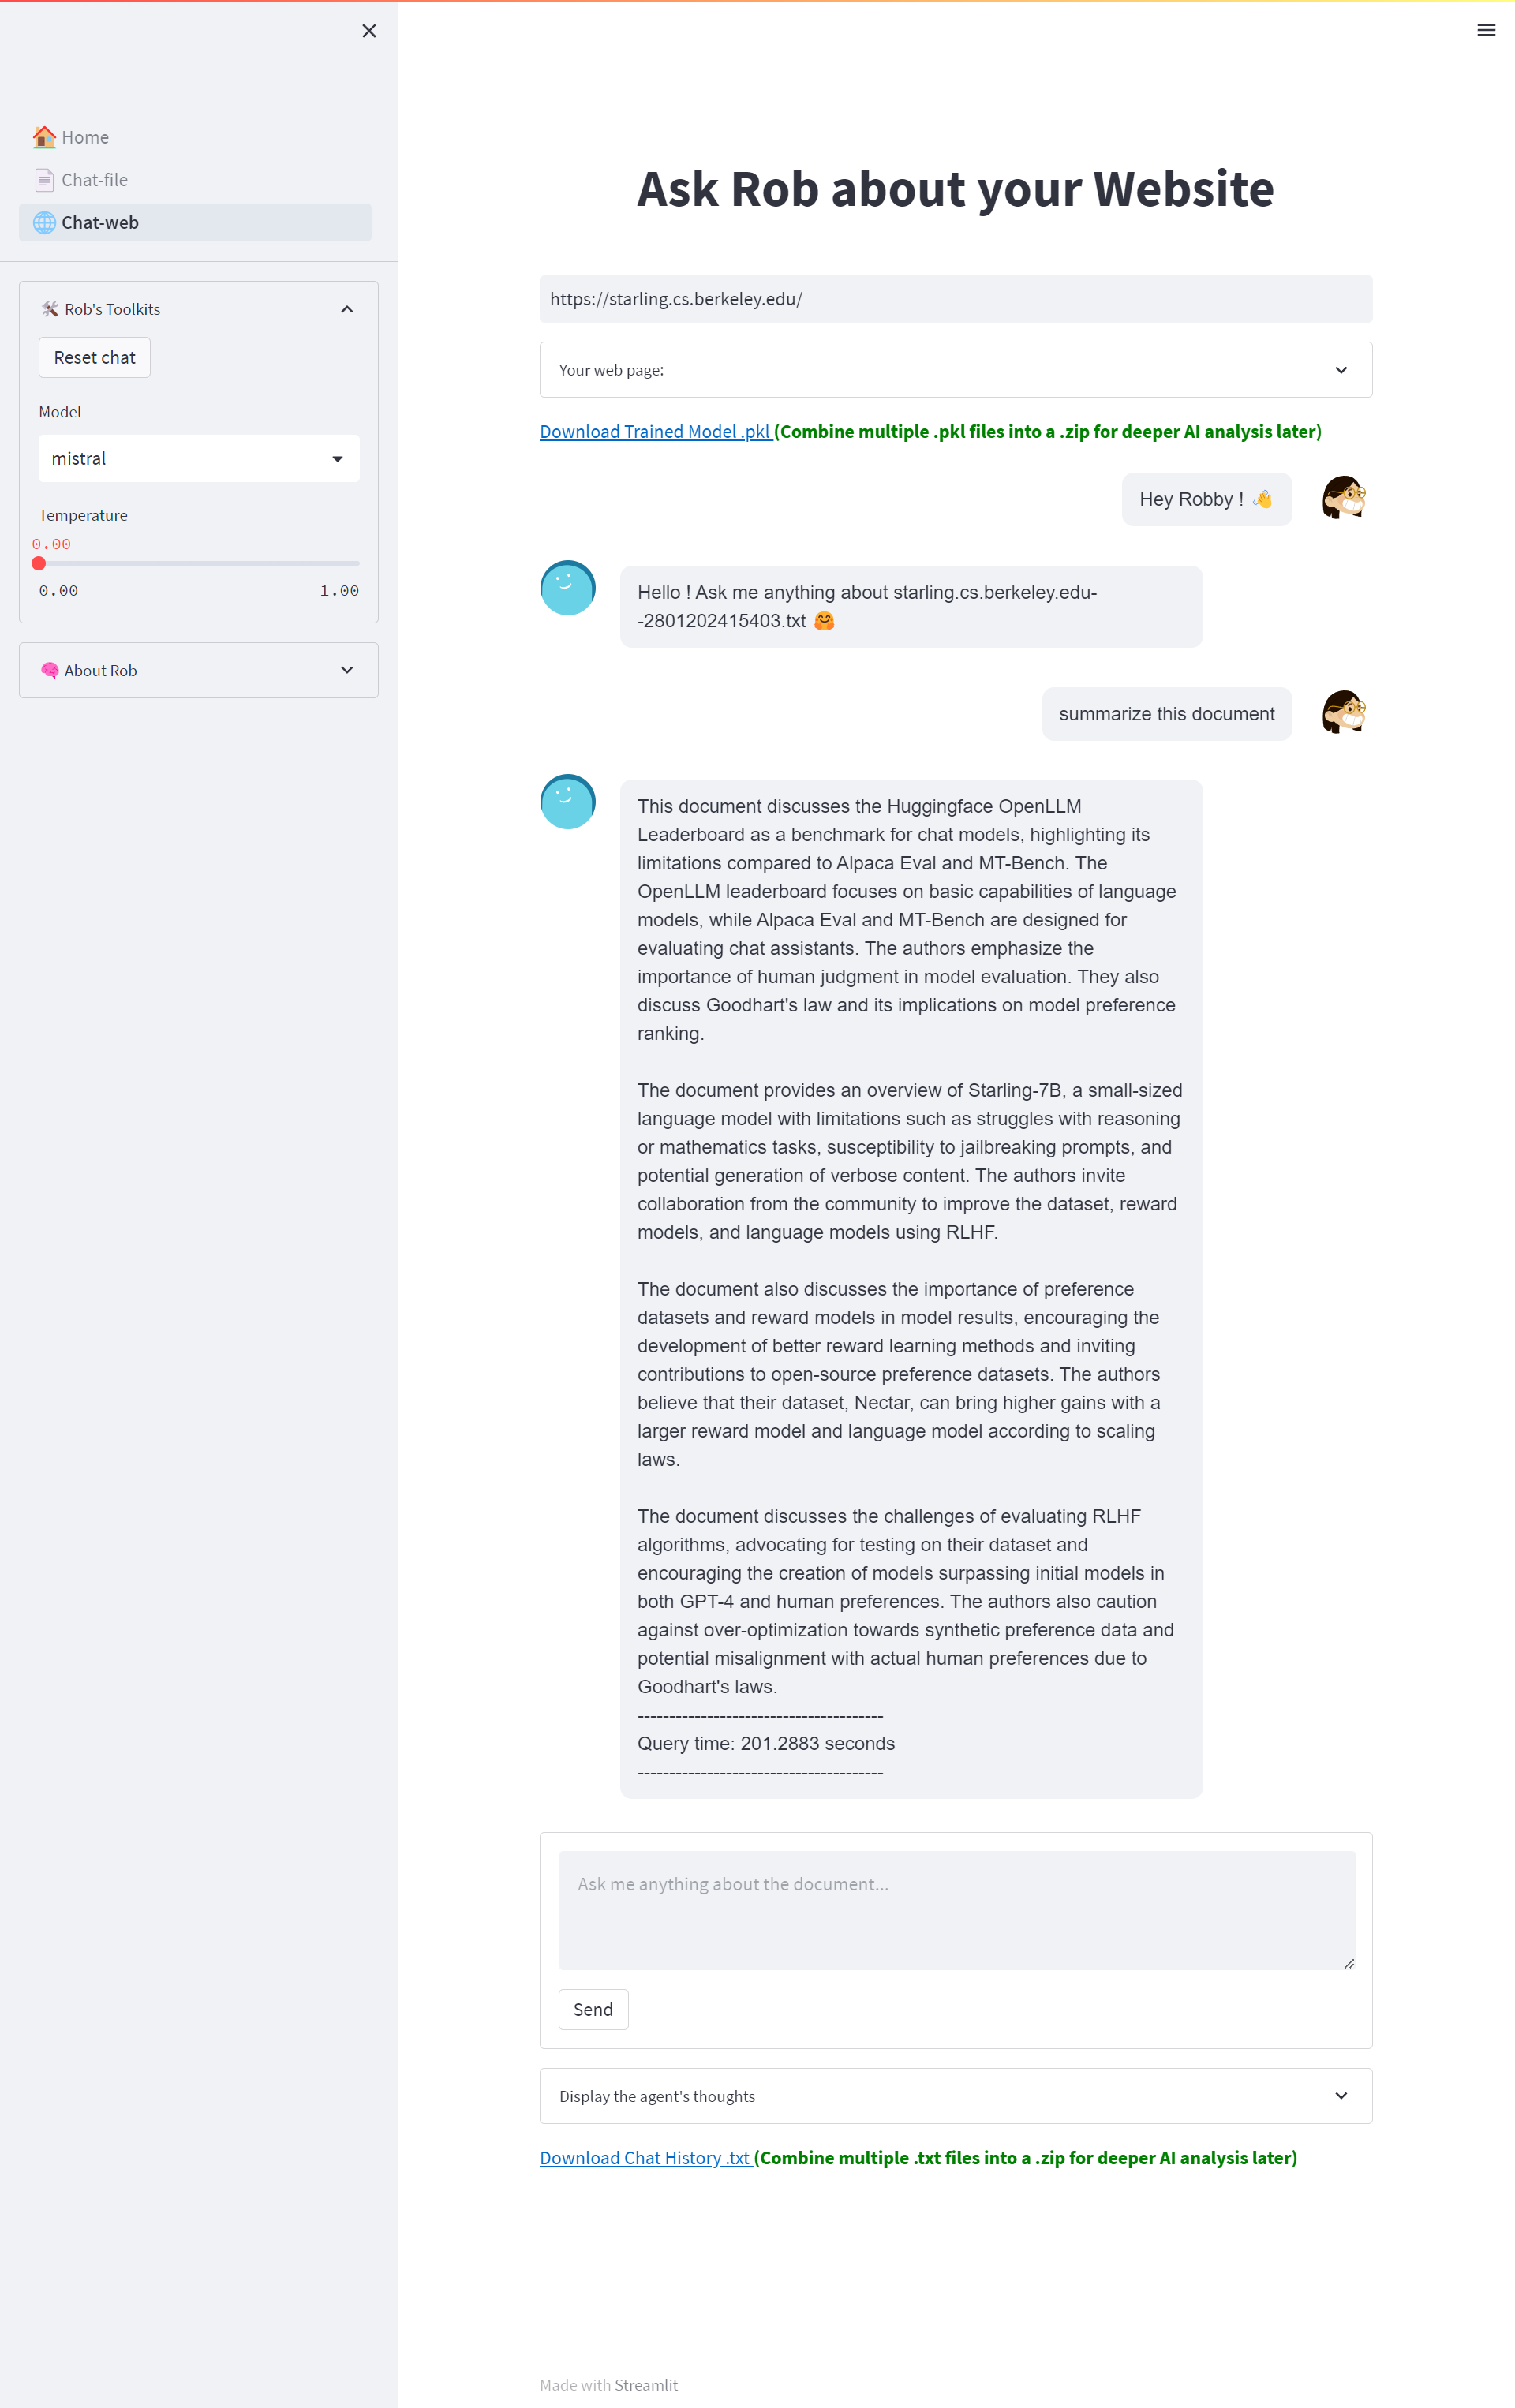 Home
Chat-file
Chat-web
Rob's Toolkits
Reset chat
Model
mistral
Temperature
0.00
0.00 1.00
About Rob
Ask Rob about your Website
https://starling.cs.berkeley.edu/
Your web page:
Download Trained Model .pkl (Combine multiple .pkl files into a .zip for deeper AI analysis later)
Hey Robby ! 👋
Hello ! Ask me anything about starling.cs.berkeley.edu-
-2801202415403.txt 🤗
summarize this document
This document discusses the Huggingface OpenLLM
Leaderboard as a benchmark for chat models, highlighting its
limitations compared to Alpaca Eval and MT-Bench. The
OpenLLM leaderboard focuses on basic capabilities of language
models, while Alpaca Eval and MT-Bench are designed for
evaluating chat assistants. The authors emphasize the
importance of human judgment in model evaluation. They also
discuss Goodhart's law and its implications on model preference
ranking.
The document provides an overview of Starling-7B, a small-sized
language model with limitations such as struggles with reasoning
or mathematics tasks, susceptibility to jailbreaking prompts, and
potential generation of verbose content. The authors invite
collaboration from the community to improve the dataset, reward
models, and language models using RLHF.
The document also discusses the importance of preference
datasets and reward models in model results, encouraging the
development of better reward learning methods and inviting
contributions to open-source preference datasets. The authors
believe that their dataset, Nectar, can bring higher gains with a
larger reward model and language model according to scaling
laws.
The document discusses the challenges of evaluating RLHF
algorithms, advocating for testing on their dataset and
encouraging the creation of models surpassing initial models in
both GPT-4 and human preferences. The authors also caution
against over-optimization towards synthetic preference data and
potential misalignment with actual human preferences due to
Goodhart's laws.
---------------------------------------
Query time: 201.2883 seconds
---------------------------------------
Ask me anything about the document...
Send
Display the agent's thoughts
Download Chat History .txt (Combine multiple .txt files into a .zip for deeper AI analysis later)
Made with Streamlit